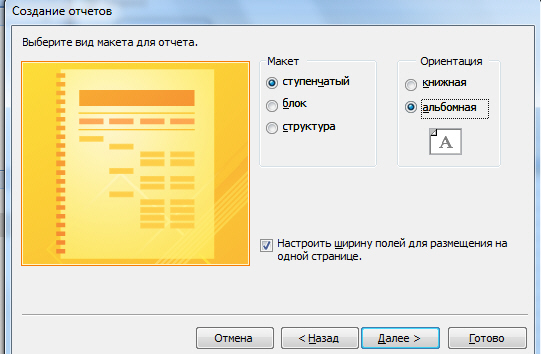 Создание отчетов
Выберите вид макета для отчета.
Макет
ступенчатый
блок
структура
Ориентация
книжная
альбомная
A
Настроить ширину полей для размещения на
одной странице.
Отмена
< Назад
Далее >
Готово